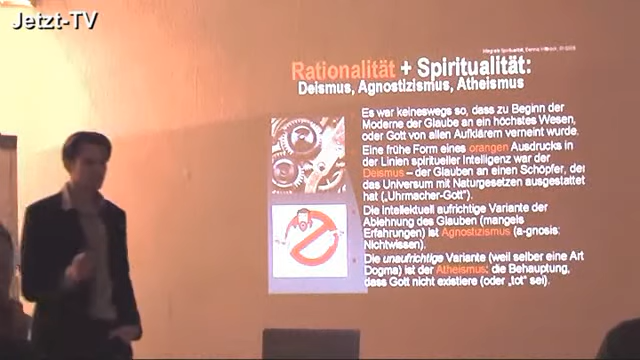 Jetzt-TV
Integrale Spiritualität, Dennis
Rationalität + Spiritualität:
Deismus, Agnostizismus, Atheismus
Es war keineswegs so, dass zu Beginn der
Moderne der Glaube an ein höchstes Wesen,
oder Gott von allen Aufklärern verneint wurde.
Eine frühe Form eines orangen Ausdrucks in
der Linien spiritueller Intelligenz war der
Deismus – der Glauben an einen Schöpfer, der
das Universum mit Naturgesetzen ausgestattet
hat („Uhrmacher-Gott").
Die intellektuell aufrichtige Variante der
Ablehnung des Glauben (mangels
Erfahrungen) ist Agnostizismus (a-gnosis:
Nichtwissen).
Die unaufrichtige Variante (weil selber eine Art
Dogma) ist der Atheismus: die Behauptung,
dass Gott nicht existiere (oder „tot" sei).